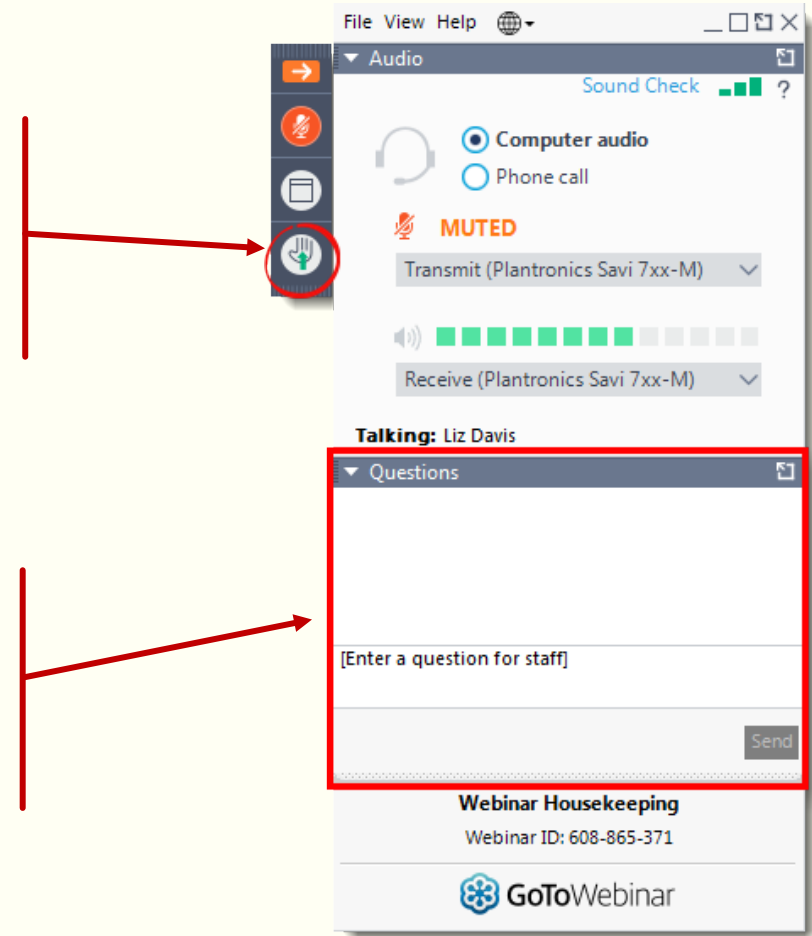 File View Help
Audio
Sound Check ?
Computer audio
Phone call
MUTED
Transmit (Plantronics Savi 7xx-M)
Receive (Plantronics Savi 7xx-M)
Talking: Liz Davis
Questions
[Enter a question for staff]
Send
Webinar Housekeeping
Webinar ID: 608-865-371
GoToWebinar